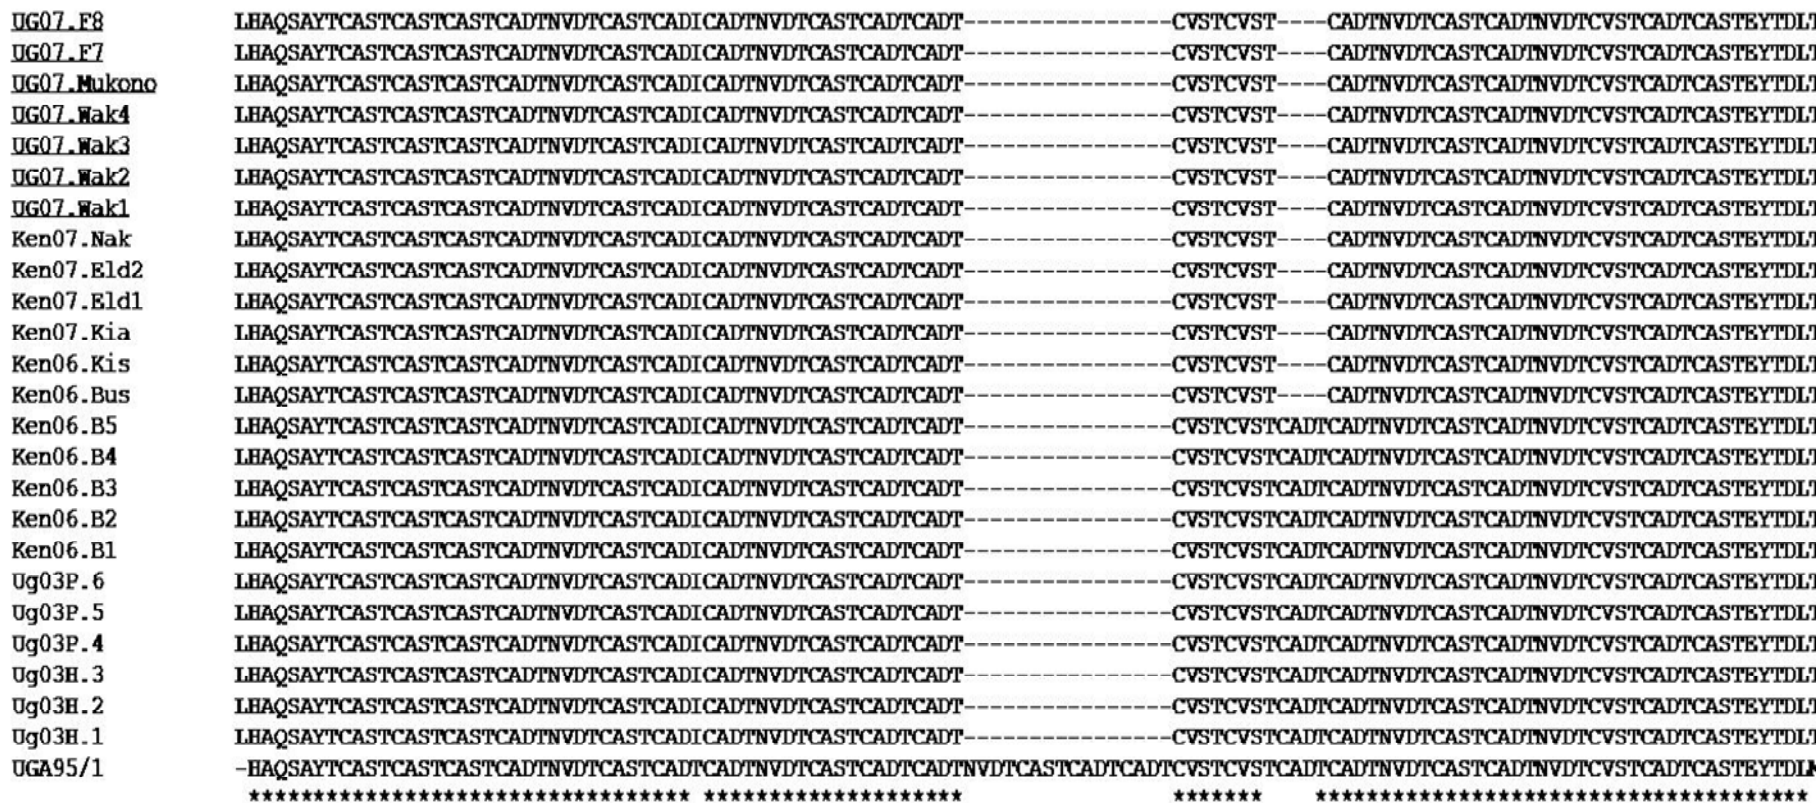 UG07.F8 LHAQSAYTCASTCASTCASTCADTNVDTCASTCADICADTNVDTCASTCADTCADT----------------CVSTCVST----CADTNVDTCASTCADTNVDTCVSTCADTCASTEYTDLT
UG07.F7 LHAQSAYTCASTCASTCASTCADTNVDTCASTCADICADTNVDTCASTCADTCADT----------------CVSTCVST----CADTNVDTCASTCADTNVDTCVSTCADTCASTEYTDLT
UG07.Mukono LHAQSAYTCASTCASTCASTCADTNVDTCASTCADICADTNVDTCASTCADTCADT----------------CVSTCVST----CADTNVDTCASTCADTNVDTCVSTCADTCASTEYTDLT
UG07.Wak4 LHAQSAYTCASTCASTCASTCADTNVDTCASTCADICADTNVDTCASTCADTCADT----------------CVSTCVST----CADTNVDTCASTCADTNVDTCVSTCADTCASTEYTDLT
UG07.Wak3 LHAQSAYTCASTCASTCASTCADTNVDTCASTCADICADTNVDTCASTCADTCADT----------------CVSTCVST----CADTNVDTCASTCADTNVDTCVSTCADTCASTEYTDLT
UG07.Wak2 LHAQSAYTCASTCASTCASTCADTNVDTCASTCADICADTNVDTCASTCADTCADT----------------CVSTCVST----CADTNVDTCASTCADTNVDTCVSTCADTCASTEYTDLT
UG07.Wak1 LHAQSAYTCASTCASTCASTCADTNVDTCASTCADICADTNVDTCASTCADTCADT----------------CVSTCVST----CADTNVDTCASTCADTNVDTCVSTCADTCASTEYTDLT
Ken07.Nak LHAQSAYTCASTCASTCASTCADTNVDTCASTCADICADTNVDTCASTCADTCADT----------------CVSTCVST----CADTNVDTCASTCADTNVDTCVSTCADTCASTEYTDLT
Ken07.Eld2 LHAQSAYTCASTCASTCASTCADTNVDTCASTCADICADTNVDTCASTCADTCADT----------------CVSTCVST----CADTNVDTCASTCADTNVDTCVSTCADTCASTEYTDLT
Ken07.Eld1 LHAQSAYTCASTCASTCASTCADTNVDTCASTCADICADTNVDTCASTCADTCADT----------------CVSTCVST----CADTNVDTCASTCADTNVDTCVSTCADTCASTEYTDLT
Ken07.Kia LHAQSAYTCASTCASTCASTCADTNVDTCASTCADICADTNVDTCASTCADTCADT----------------CVSTCVST----CADTNVDTCASTCADTNVDTCVSTCADTCASTEYTDLT
Ken06.Kis LHAQSAYTCASTCASTCASTCADTNVDTCASTCADICADTNVDTCASTCADTCADT----------------CVSTCVST----CADTNVDTCASTCADTNVDTCVSTCADTCASTEYTDLT
Ken06.Bus LHAQSAYTCASTCASTCASTCADTNVDTCASTCADICADTNVDTCASTCADTCADT----------------CVSTCVST----CADTNVDTCASTCADTNVDTCVSTCADTCASTEYTDLT
Ken06.B5 LHAQSAYTCASTCASTCASTCADTNVDTCASTCADICADTNVDTCASTCADTCADT----------------CVSTCVSTCADTCADTNVDTCASTCADTNVDTCVSTCADTCASTEYTDLT
Ken06.B4 LHAQSAYTCASTCASTCASTCADTNVDTCASTCADICADTNVDTCASTCADTCADT----------------CVSTCVSTCADTCADTNVDTCASTCADTNVDTCVSTCADTCASTEYTDLT
Ken06.B3 LHAQSAYTCASTCASTCASTCADTNVDTCASTCADICADTNVDTCASTCADTCADT----------------CVSTCVSTCADTCADTNVDTCASTCADTNVDTCVSTCADTCASTEYTDLT
Ken06.B2 LHAQSAYTCASTCASTCASTCADTNVDTCASTCADICADTNVDTCASTCADTCADT----------------CVSTCVSTCADTCADTNVDTCASTCADTNVDTCVSTCADTCASTEYTDLT
Ken06.B1 LHAQSAYTCASTCASTCASTCADTNVDTCASTCADICADTNVDTCASTCADTCADT----------------CVSTCVSTCADTCADTNVDTCASTCADTNVDTCVSTCADTCASTEYTDLT
Ug03P.6 LHAQSAYTCASTCASTCASTCADTNVDTCASTCADICADTNVDTCASTCADTCADT----------------CVSTCVSTCADTCADTNVDTCASTCADTNVDTCVSTCADTCASTEYTDLT
Ug03P.5 LHAQSAYTCASTCASTCASTCADTNVDTCASTCADICADTNVDTCASTCADTCADT----------------CVSTCVSTCADTCADTNVDTCASTCADTNVDTCVSTCADTCASTEYTDLT
Ug03P.4 LHAQSAYTCASTCASTCASTCADTNVDTCASTCADICADTNVDTCASTCADTCADT----------------CVSTCVSTCADTCADTNVDTCASTCADTNVDTCVSTCADTCASTEYTDLT
Ug03H.3 LHAQSAYTCASTCASTCASTCADTNVDTCASTCADICADTNVDTCASTCADTCADT----------------CVSTCVSTCADTCADTNVDTCASTCADTNVDTCVSTCADTCASTEYTDLT
Ug03H.2 LHAQSAYTCASTCASTCASTCADTNVDTCASTCADICADTNVDTCASTCADTCADT----------------CVSTCVSTCADTCADTNVDTCASTCADTNVDTCVSTCADTCASTEYTDLT
Ug03H.1 LHAQSAYTCASTCASTCASTCADTNVDTCASTCADICADTNVDTCASTCADTCADT----------------CVSTCVSTCADTCADTNVDTCASTCADTNVDTCVSTCADTCASTEYTDLT
UGA95/1 -HAQSAYTCASTCASTCASTCADTNVDTCASTCADTCADTNVDTCASTCADTCADTNVDTCASTCADTCADTCVSTCVSTCADTCADTNVDTCASTCADTNVDTCVSTCADTCASTEYTDLM
********************************** ********************                ******* 　 **************************************